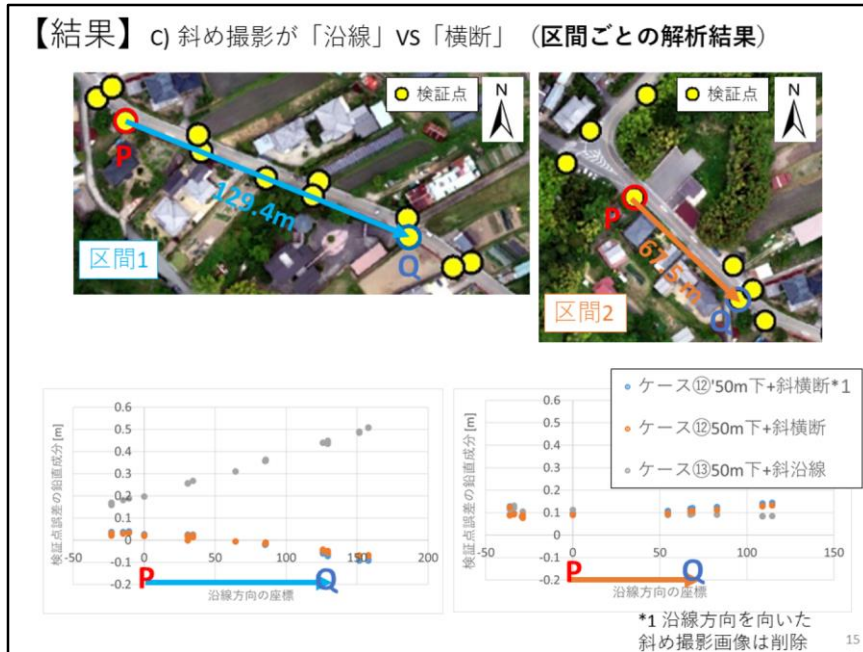 【結果】 c) 斜め撮影が「沿線」VS「横断」（区間ごとの解析結果）
検証点
N
P
129.4m
Q
区間1
検証点
N
P
67.5 m
Q
区間2
検証点誤差の鉛直成分[m]
0.6
0.5
0.4
0.3
0.2
0.1
0
-0.1
-0.2
-50
0
50
100
150
200
P
Q
沿線方向の座標
検証点誤差の鉛直成分[m]
0.6
0.5
0.4
0.3
0.2
0.1
0
-0.1
-0.2
-50
0
50
100
150
P
Q
沿線方向の座標
ケース⑫'50m下+斜横断*1
ケース⑫50m下+斜横断
ケース⑬50m下+斜沿線
*1 沿線方向を向いた
斜め撮影画像は削除
15